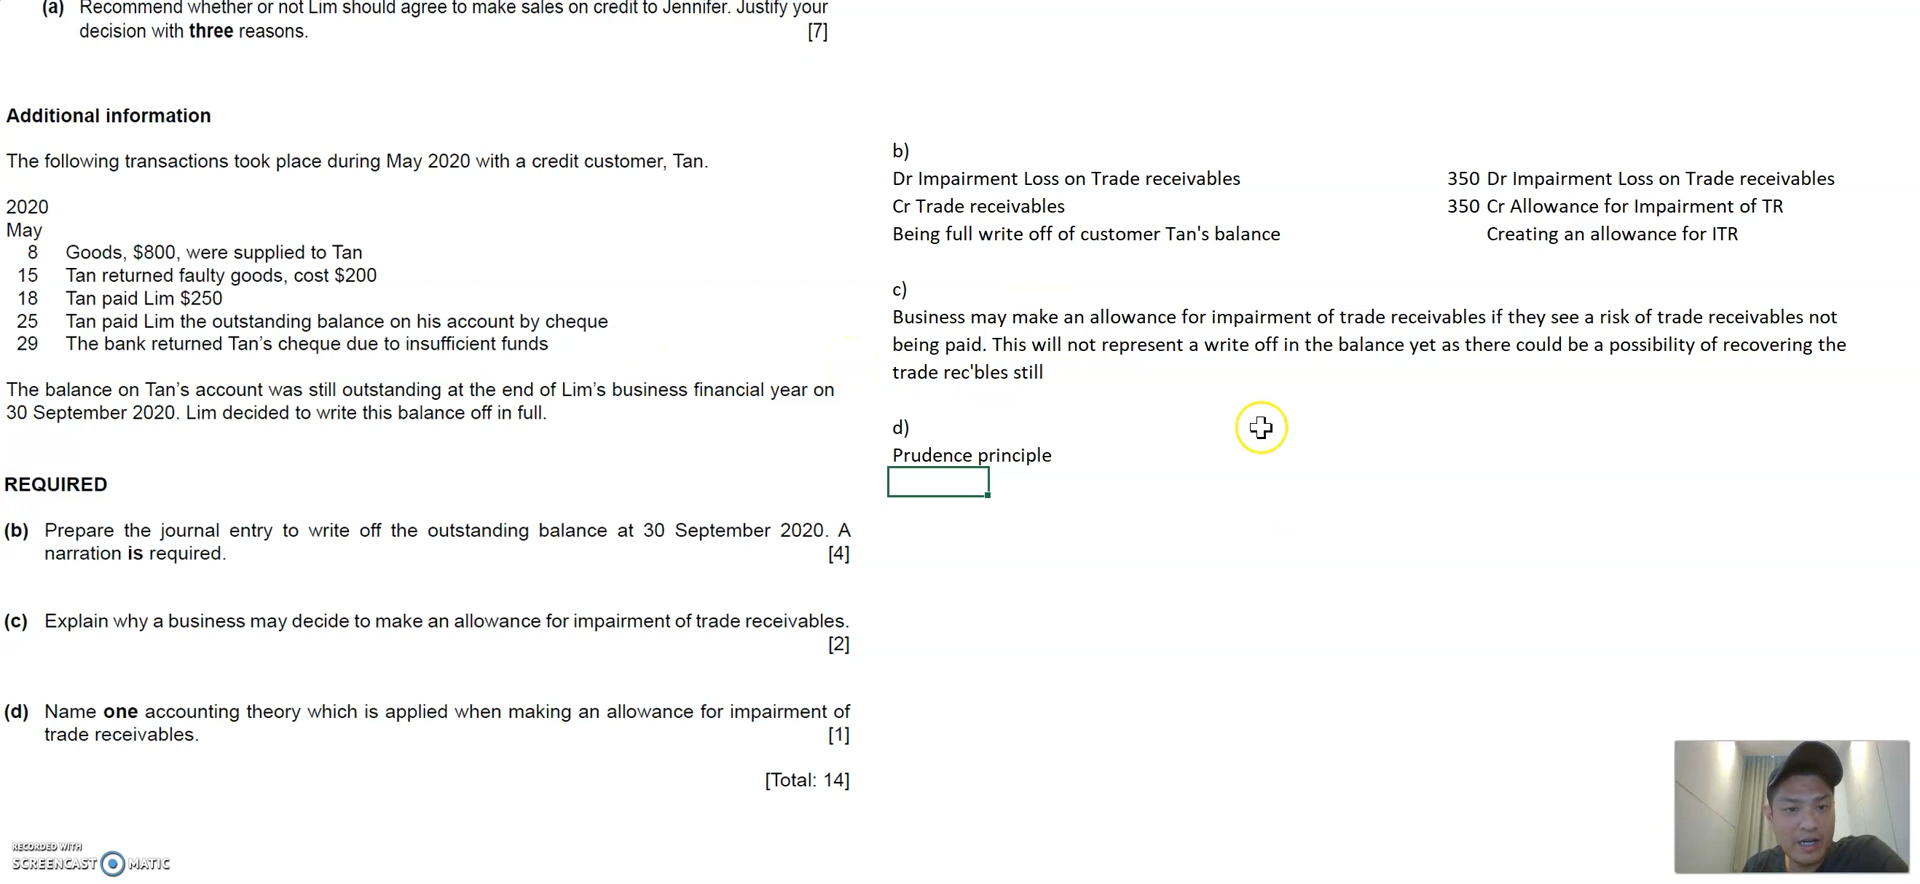 (a) Recommend whether or not Lim should agree to make sales on credit to Jennifer. Justify your
decision with three reasons. [7]
Additional information
The following transactions took place during May 2020 with a credit customer, Tan.
2020
May
8 Goods, $800, were supplied to Tan
15 Tan returned faulty goods, cost $200
18 Tan paid Lim $250
25 Tan paid Lim the outstanding balance on his account by cheque
29 The bank returned Tan's cheque due to insufficient funds
The balance on Tan's account was still outstanding at the end of Lim's business financial year on
30 September 2020. Lim decided to write this balance off in full.
REQUIRED
(b) Prepare the journal entry to write off the outstanding balance at 30 September 2020. A
narration is required. [4]
(c) Explain why a business may decide to make an allowance for impairment of trade receivables.
[2]
(d) Name one accounting theory which is applied when making an allowance for impairment of
trade receivables. [1]
[Total: 14]
b)
Dr Impairment Loss on Trade receivables 350 Dr Impairment Loss on Trade receivables
Cr Trade receivables 350 Cr Allowance for Impairment of TR
Being full write off of customer Tan's balance Creating an allowance for ITR
c)
Business may make an allowance for impairment of trade receivables if they see a risk of trade receivables not
being paid. This will not represent a write off in the balance yet as there could be a possibility of recovering the
trade rec'bles still
d)
Prudence principle
RECORDED WITH
SCREENCAST MATIC